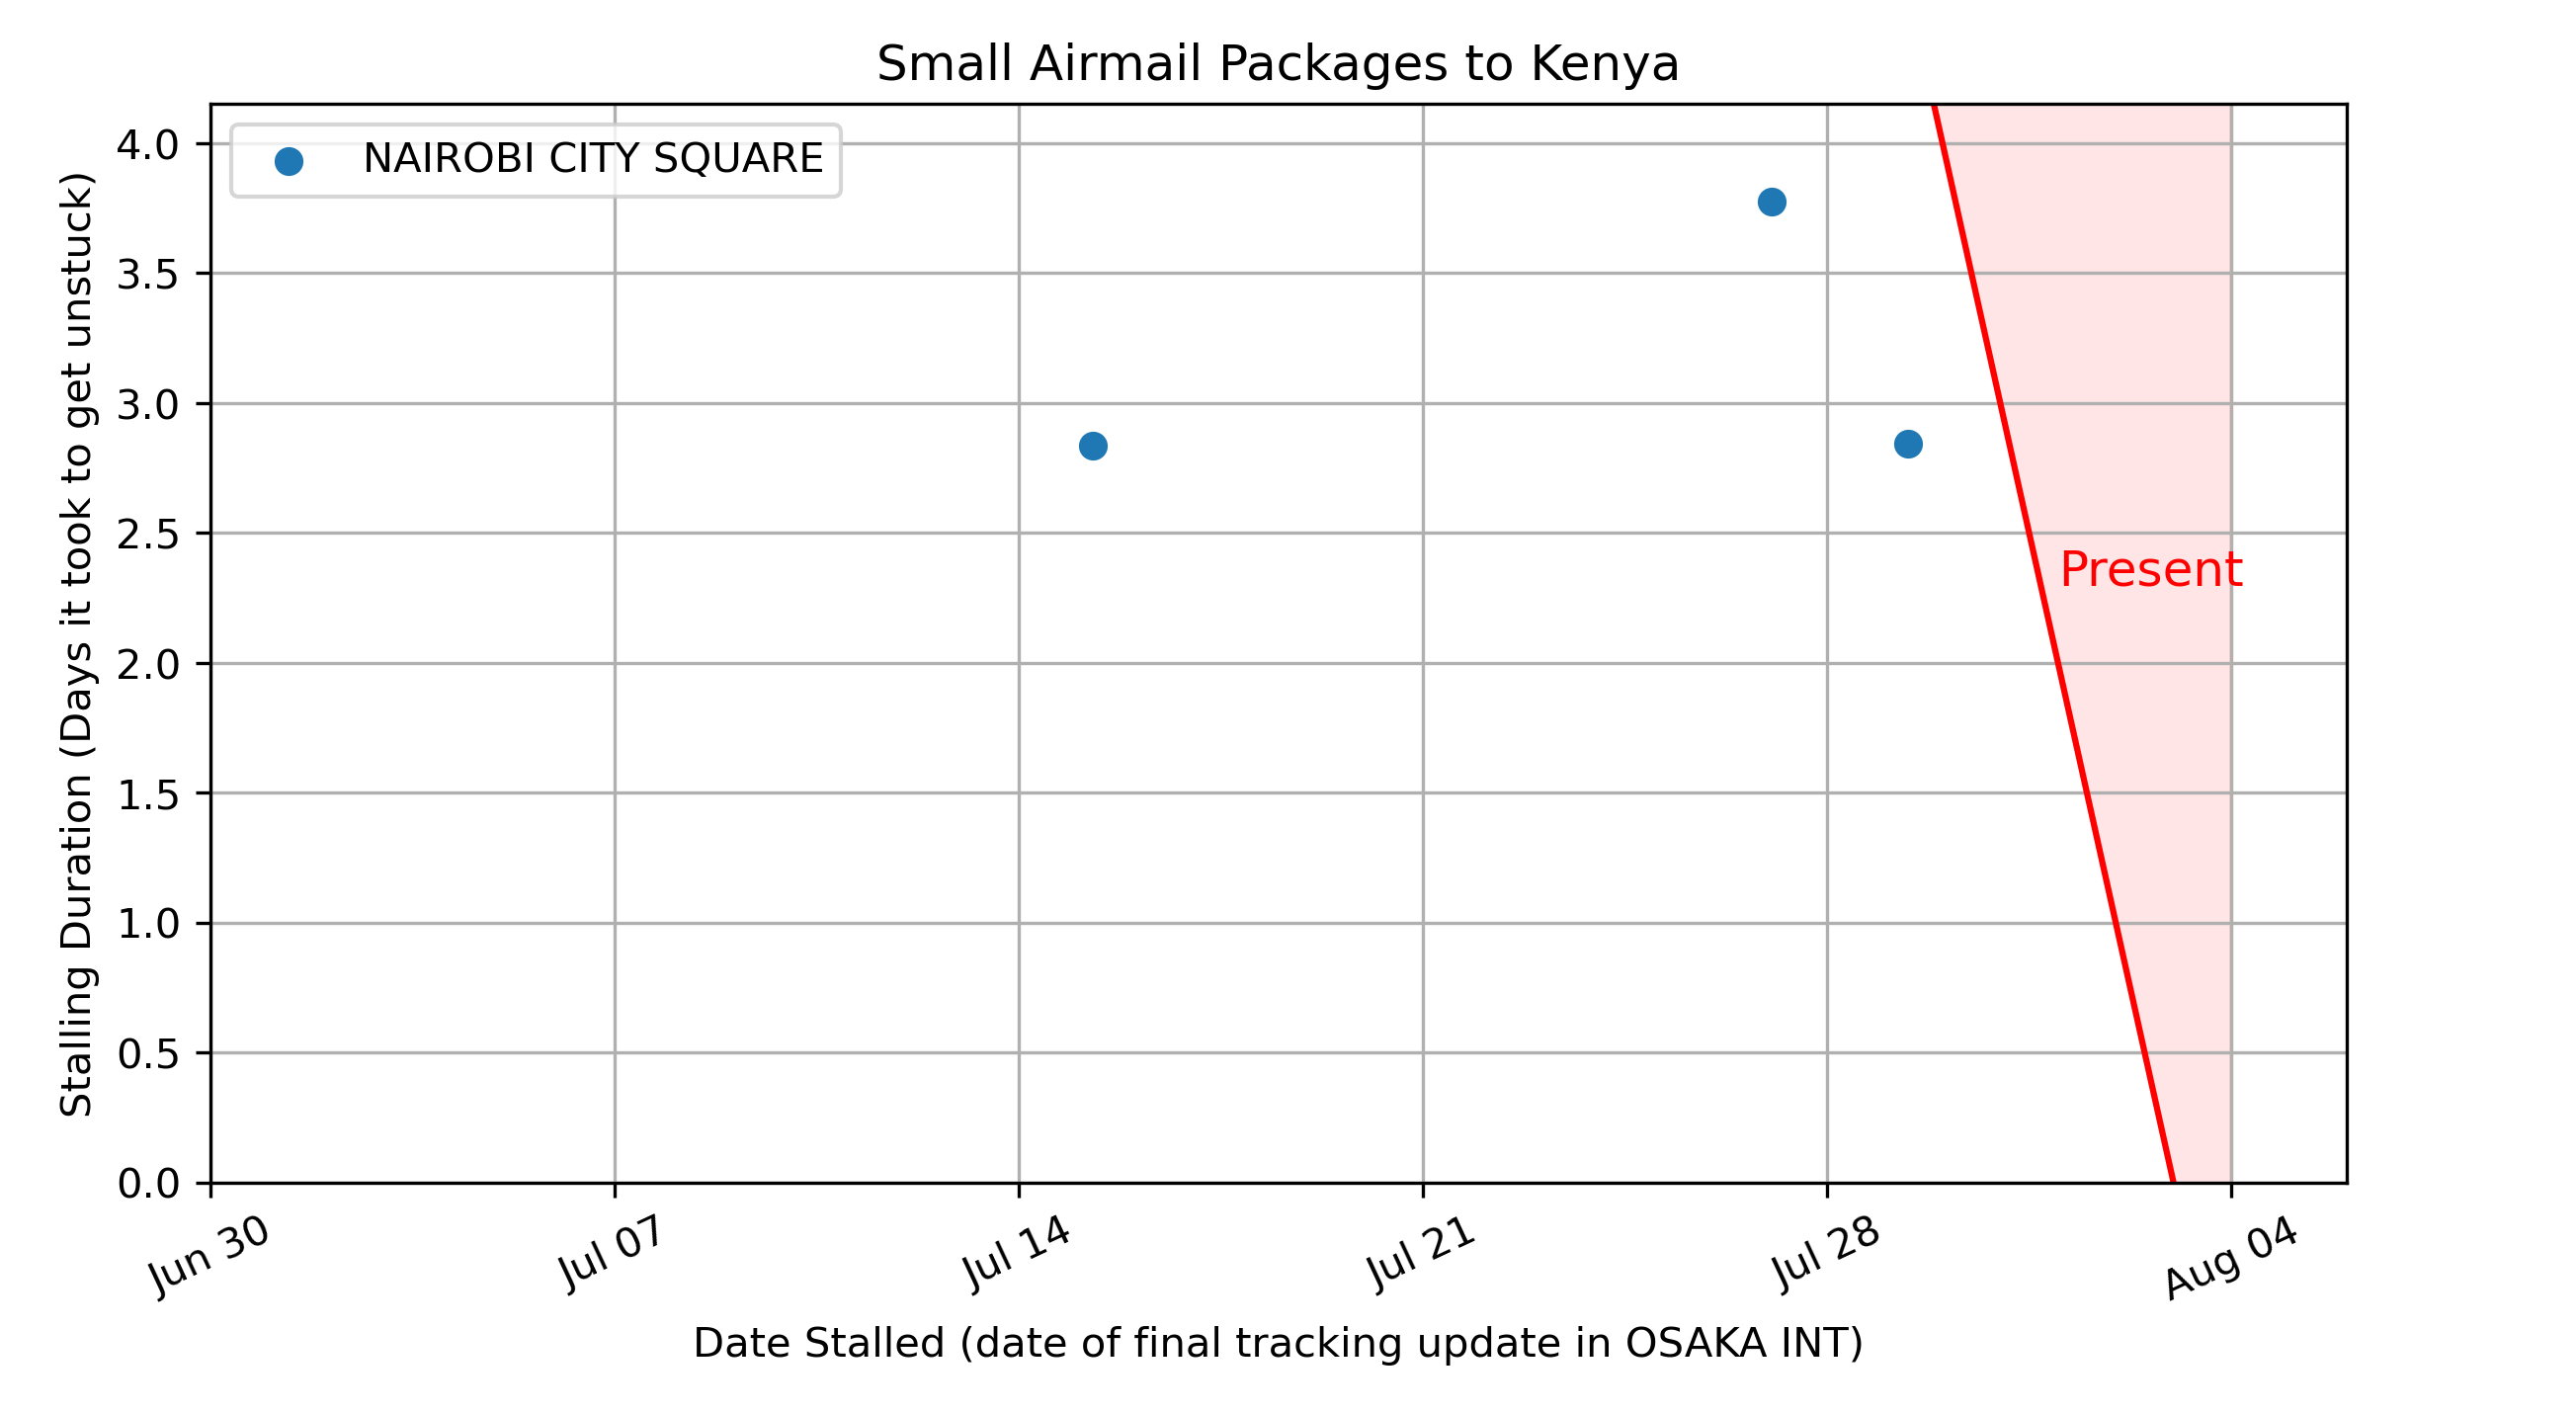 Small Airmail Packages to Kenya
NAIROBI CITY SQUARE
Stalling Duration (Days it took to get unstuck)
4.0
3.5
3.0
2.5
2.0
1.5
1.0
0.5
0.0
Present
Jun 30
Jul 07
Jul 14
Jul 21
Jul 28
Aug 04
Date Stalled (date of final tracking update in OSAKA INT)